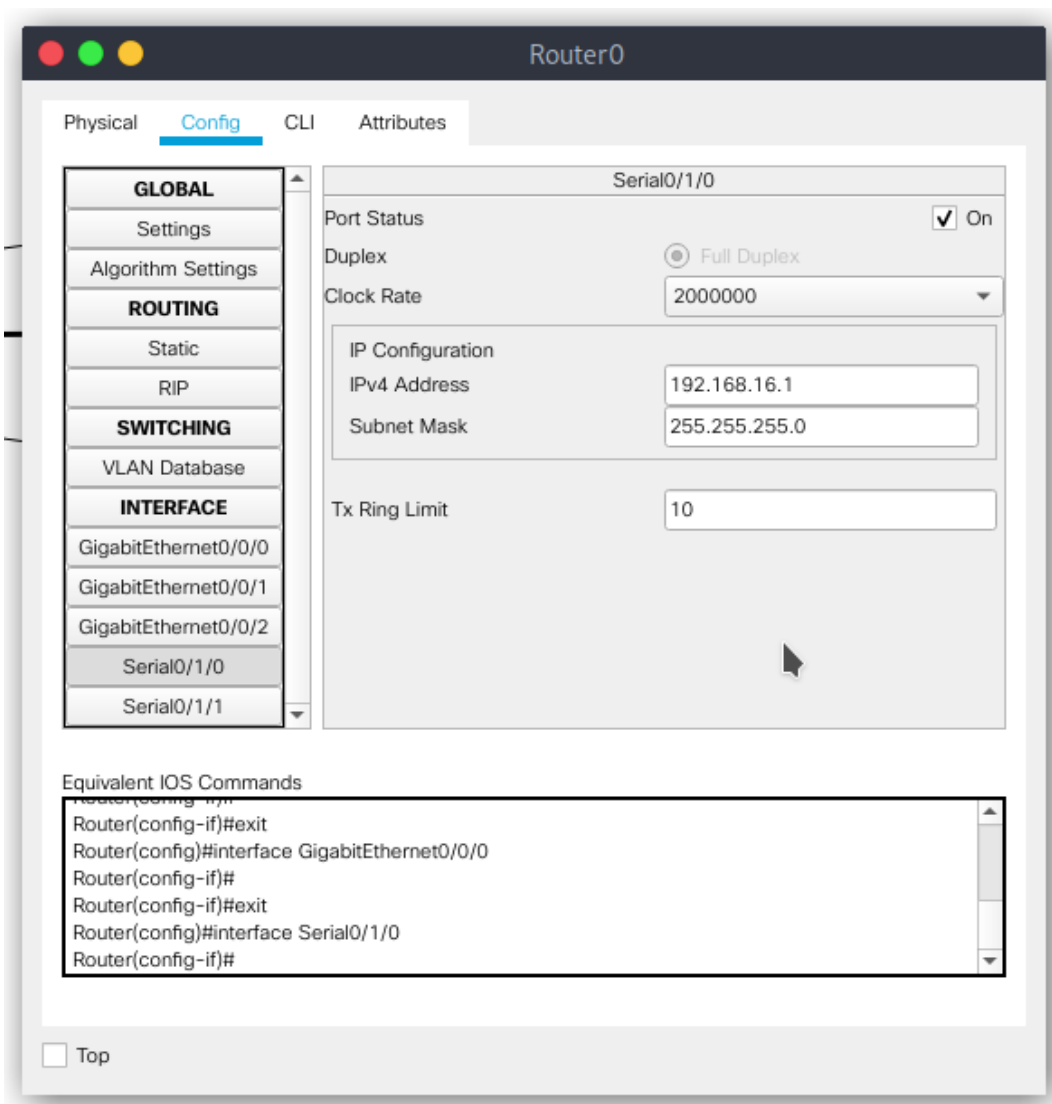 Router0
Physical Config CLI Attributes
GLOBAL
Settings
Algorithm Settings
ROUTING
Static
RIP
SWITCHING
VLAN Database
INTERFACE
GigabitEthernet0/0/0
GigabitEthernet0/0/1
GigabitEthernet0/0/2
Serial0/1/0
Serial0/1/1
Serial0/1/0
Port Status On
Duplex Full Duplex
Clock Rate 2000000
IP Configuration
IPv4 Address 192.168.16.1
Subnet Mask 255.255.255.0
Tx Ring Limit 10
Equivalent IOS Commands
Router(config-if)#exit
Router(config)#interface GigabitEthernet0/0/0
Router(config-if)#
Router(config-if)#exit
Router(config)#interface Serial0/1/0
Router(config-if)#
Top